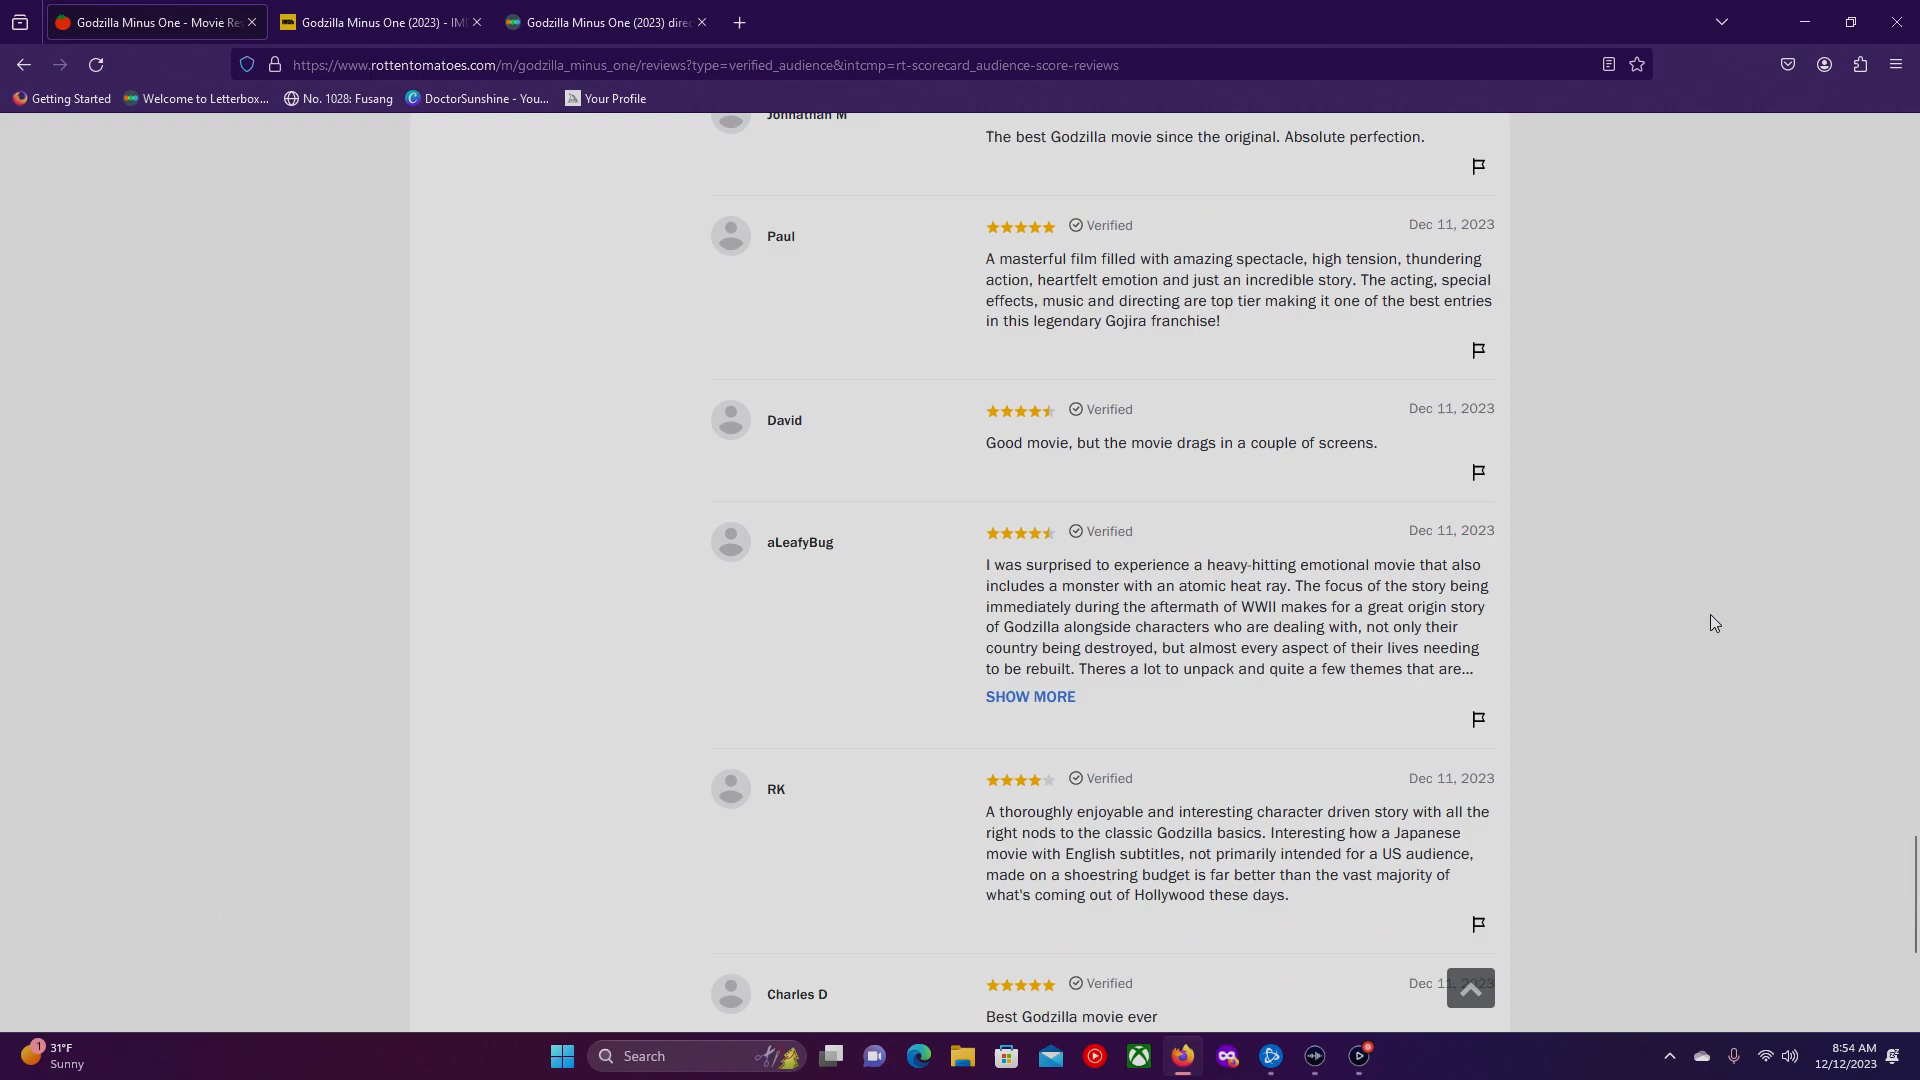 Godzilla Minus One - Movie Re
Godzilla Minus One (2023) - IM
Godzilla Minus One (2023) dire
https://www.rottentomatoes.com/m/godzilla_minus_one/reviews?type=verified_audience&intcmp=rt-scorecard_audience-score-reviews
Getting Started
Welcome to Letterbox...
No. 1028: Fusang
DoctorSunshine - You...
Your Profile
Johnathan M
The best Godzilla movie since the original. Absolute perfection.
Paul
Verified
Dec 11, 2023
A masterful film filled with amazing spectacle, high tension, thundering
action, heartfelt emotion and just an incredible story. The acting, special
effects, music and directing are top tier making it one of the best entries
in this legendary Gojira franchise!
David
Verified
Dec 11, 2023
Good movie, but the movie drags in a couple of screens.
aLeafyBug
Verified
Dec 11, 2023
I was surprised to experience a heavy-hitting emotional movie that also
includes a monster with an atomic heat ray. The focus of the story being
immediately during the aftermath of WWII makes for a great origin story
of Godzilla alongside characters who are dealing with, not only their
country being destroyed, but almost every aspect of their lives needing
to be rebuilt. Theres a lot to unpack and quite a few themes that are...
SHOW MORE
RK
Verified
Dec 11, 2023
A thoroughly enjoyable and interesting character driven story with all the
right nods to the classic Godzilla basics. Interesting how a Japanese
movie with English subtitles, not primarily intended for a US audience,
made on a shoestring budget is far better than the vast majority of
what's coming out of Hollywood these days.
Charles D
Verified
Dec 11, 2023
Best Godzilla movie ever
1
31°F
Sunny
Search
8:54 AM
12/12/2023